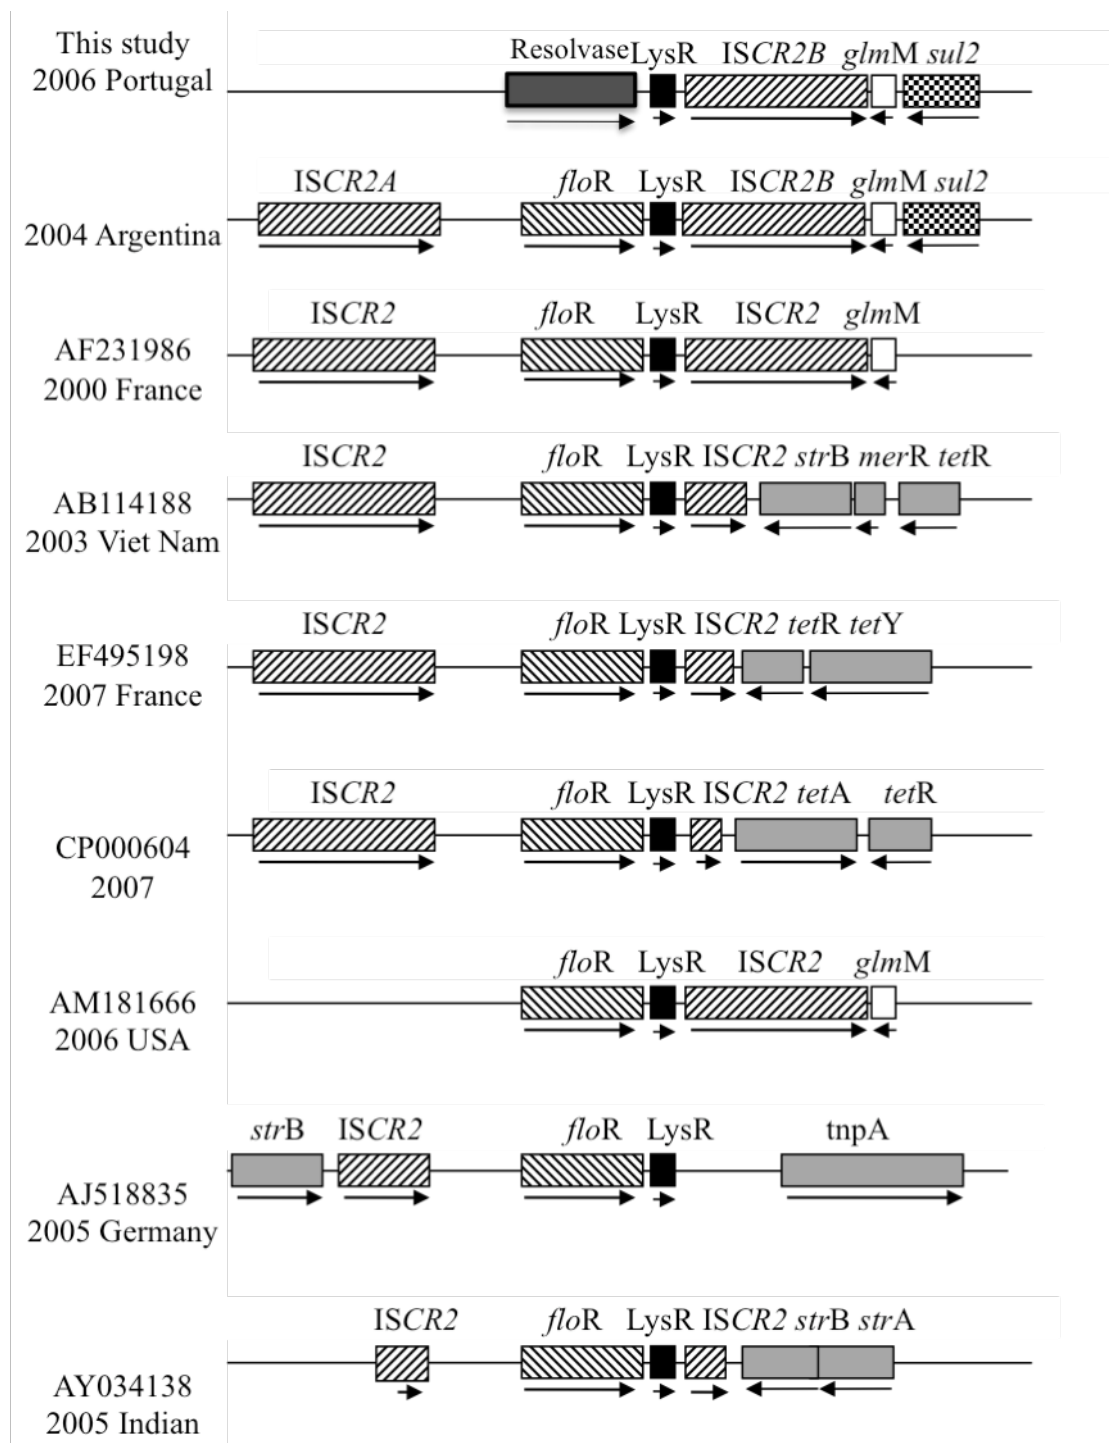 This study
2006 Portugal
Resolvase LysR ISCR2B glmM sul2
2004 Argentina
ISCR2A floR LysR ISCR2B glmM sul2
AF231986
2000 France
ISCR2 floR LysR ISCR2 glmM
AB114188
2003 Viet Nam
ISCR2 floR LysR ISCR2 strB merR tetR
EF495198
2007 France
ISCR2 floR LysR ISCR2 tetR tetY
CP000604
2007
ISCR2 floR LysR ISCR2 tetA tetR
AM181666
2006 USA
floR LysR ISCR2 glmM
AJ518835
2005 Germany
strB ISCR2 floR LysR tnpA
AY034138
2005 Indian
ISCR2 floR LysR ISCR2 strB strA